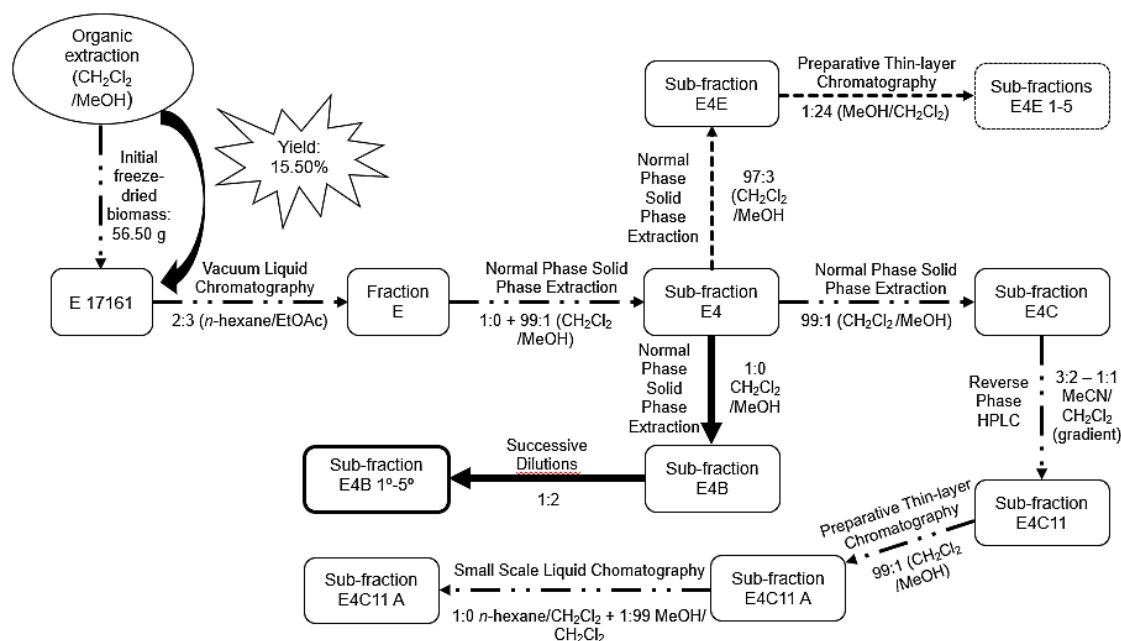 Organic
extraction
(CH₂Cl₂
/MeOH)
Initial
freeze-
dried
biomass:
56.50 g
Yield:
15.50%
E 17161
Vacuum Liquid
Chromatography
2:3 (n-hexane/EtOAc)
Fraction
E
Normal Phase Solid
Phase Extraction
1:0 + 99:1 (CH₂Cl₂
/MeOH)
Sub-fraction
E4
Normal
Phase
Solid
Phase
Extraction
97:3
(CH₂Cl₂
/MeOH
Sub-fraction
E4E
Preparative Thin-layer
Chromatography
1:24 (MeOH/CH₂Cl₂)
Sub-fractions
E4E 1-5
Normal Phase Solid
Phase Extraction
99:1 (CH₂Cl₂/MeOH)
Sub-fraction
E4C
Normal
Phase
Solid
Phase
Extraction
1:0
CH₂Cl₂
/MeOH
Sub-fraction
E4B
Successive
Dilutions
1:2
Sub-fraction
E4B 1º-5º
Reverse
Phase
HPLC
3:2 – 1:1
MeCN/
CH₂Cl₂
(gradient)
Sub-fraction
E4C11
Preparative Thin-layer
Chromatography
99:1 (CH₂Cl₂
/MeOH)
Sub-fraction
E4C11 A
Small Scale Liquid Chomatography
1:0 n-hexane/CH₂Cl₂ + 1:99 MeOH/
CH₂Cl₂
Sub-fraction
E4C11 A